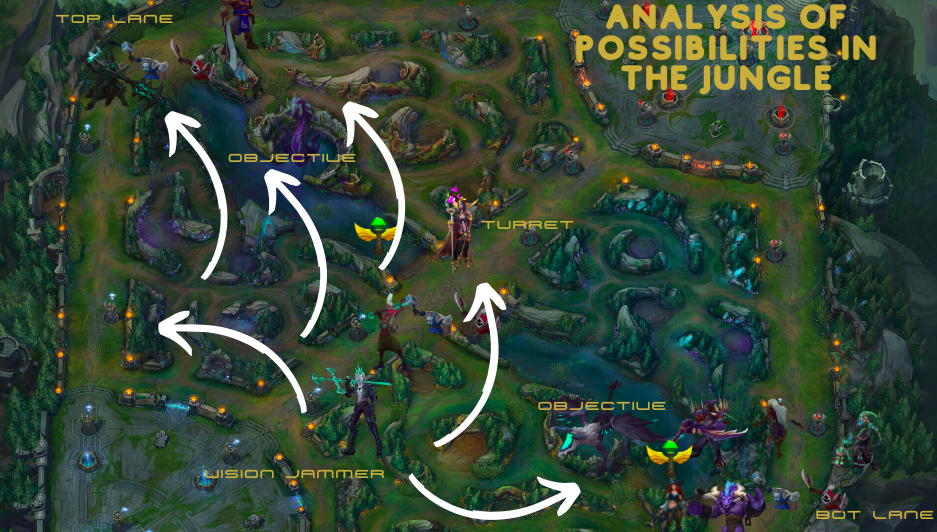 TOP LANE
ANALYSIS OF
POSSIBILITIES IN
THE JUNGLE
OBJECTIVE
TURRET
OBJECTIVE
VISION JAMMER
BOT LANE